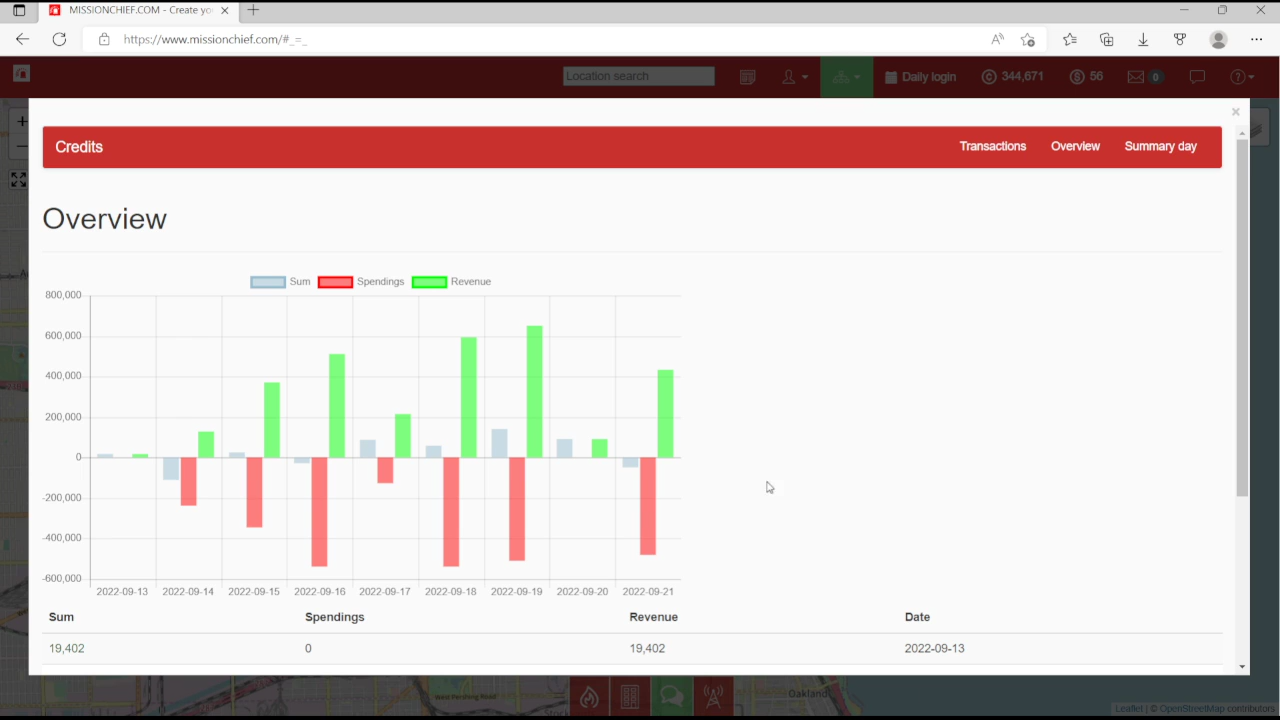 MISSIONCHIEF.COM - Create yo
https://www.missionchief.com/#_=_
Location search
Daily login
344,671
56
0
Credits
Transactions Overview Summary day
Overview
Sum Spendings Revenue
800,000
600,000
400,000
200,000
0
-200,000
-400,000
-600,000
2022-09-13 2022-09-14 2022-09-15 2022-09-16 2022-09-17 2022-09-18 2022-09-19 2022-09-20 2022-09-21
Sum Spendings Revenue Date
19,402 0 19,402 2022-09-13
West Pershing Road
Oakland
Leaflet | © OpenStreetMap contributors